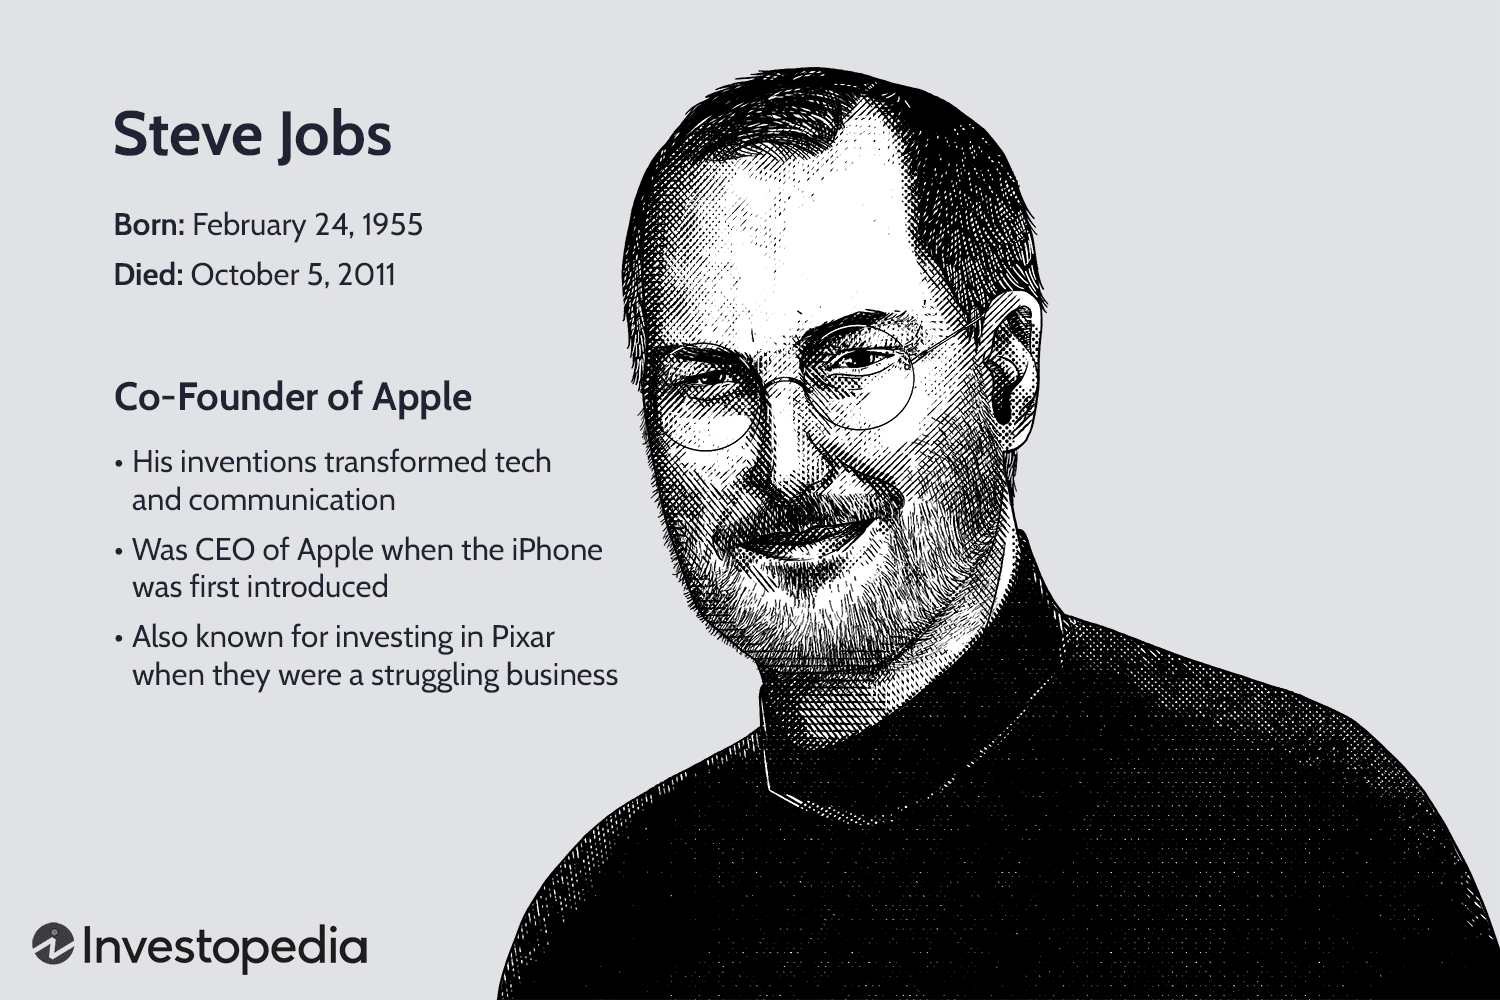 Steve Jobs
Born: February 24, 1955
Died: October 5, 2011
Co-Founder of Apple
• His inventions transformed tech
and communication
• Was CEO of Apple when the iPhone
was first introduced
• Also known for investing in Pixar
when they were a struggling business
Investopedia